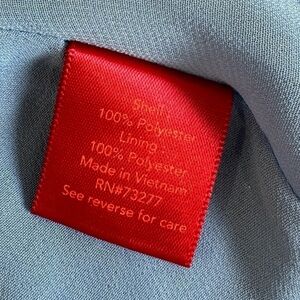 Shell:
100% Polyester
Lining:
100% Polyester
Made in Vietnam
RN#73277
See reverse for care